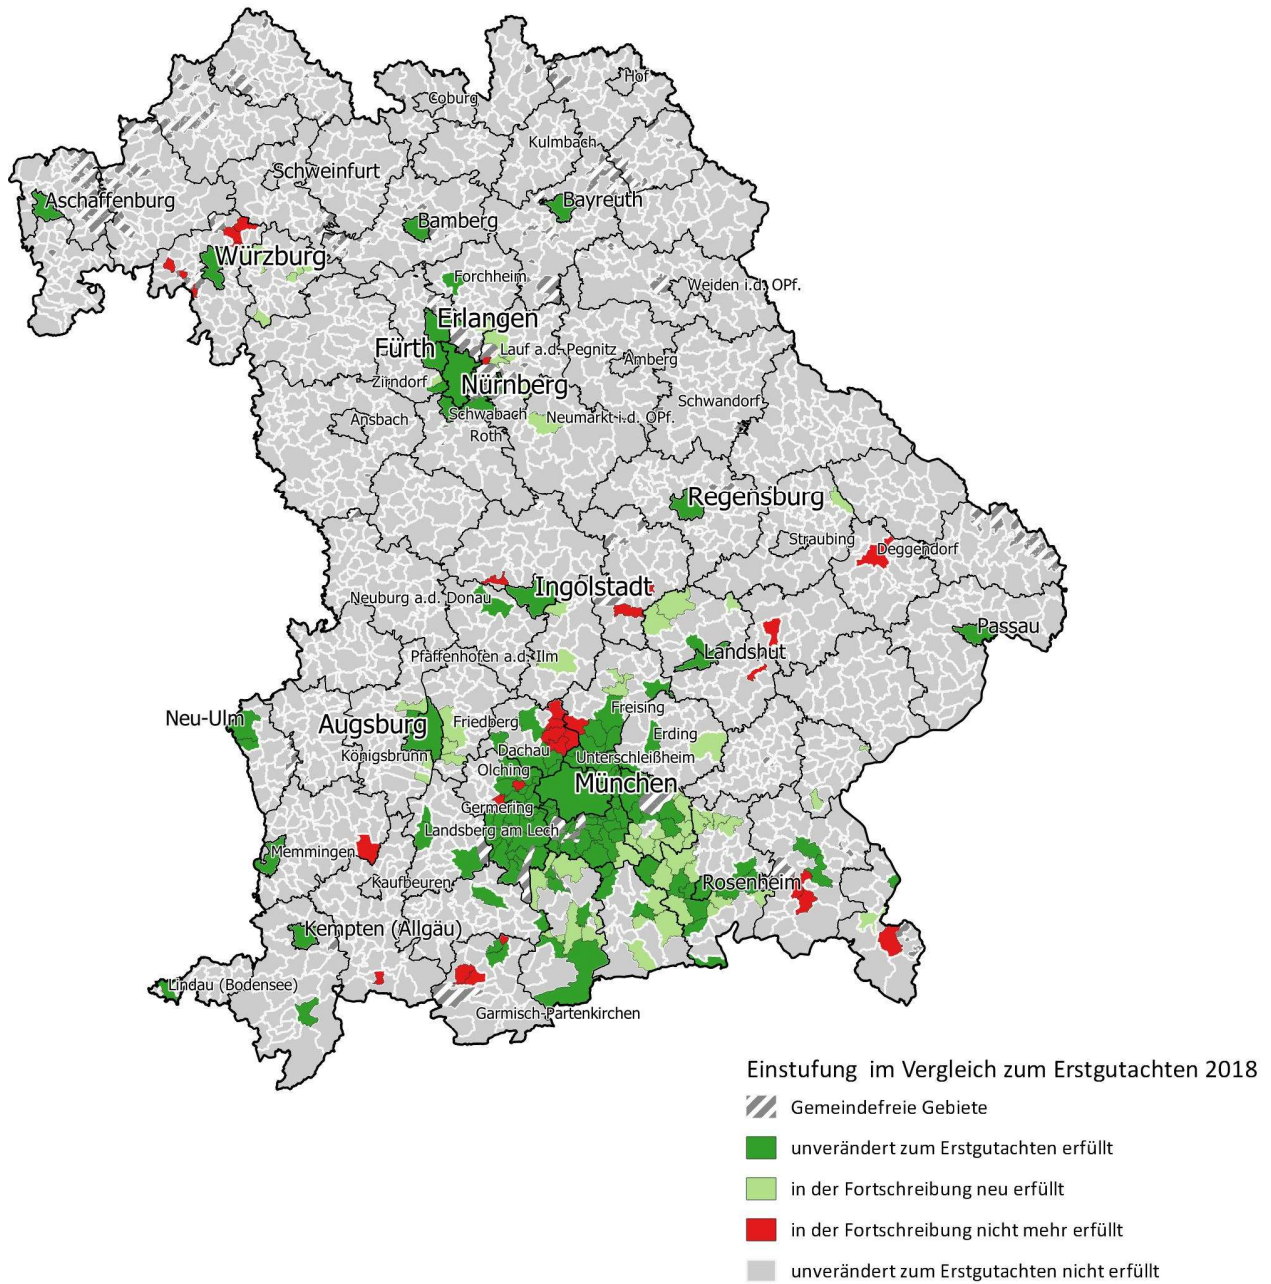 Hof
Coburg
Kulmbach
Schweinfurt
Aschaffenburg
Bayreuth
Bamberg
Würzburg
Forchheim
Weiden i.d. OPf.
Erlangen
Fürth
Lauf a.d. Pegnitz
Amberg
Zirndorf
Nürnberg
Schwandorf
Ansbach
Schwabach
Neumarkt i.d. OPf.
Roth
Regensburg
Straubing
Deggendorf
Ingolstadt
Neuburg a.d. Donau
Passau
Landshut
Pfaffenhofen a.d. Ilm
Freising
Neu-Ulm
Augsburg
Friedberg
Erding
Dachau
Königsbrunn
Unterschleißheim
Olching
München
Germering
Landsberg am Lech
Memmingen
Kaufbeuren
Rosenheim
Kempten (Allgäu)
Lindau (Bodensee)
Garmisch-Partenkirchen
Einstufung im Vergleich zum Erstgutachten 2018
Gemeindefreie Gebiete
unverändert zum Erstgutachten erfüllt
in der Fortschreibung neu erfüllt
in der Fortschreibung nicht mehr erfüllt
unverändert zum Erstgutachten nicht erfüllt